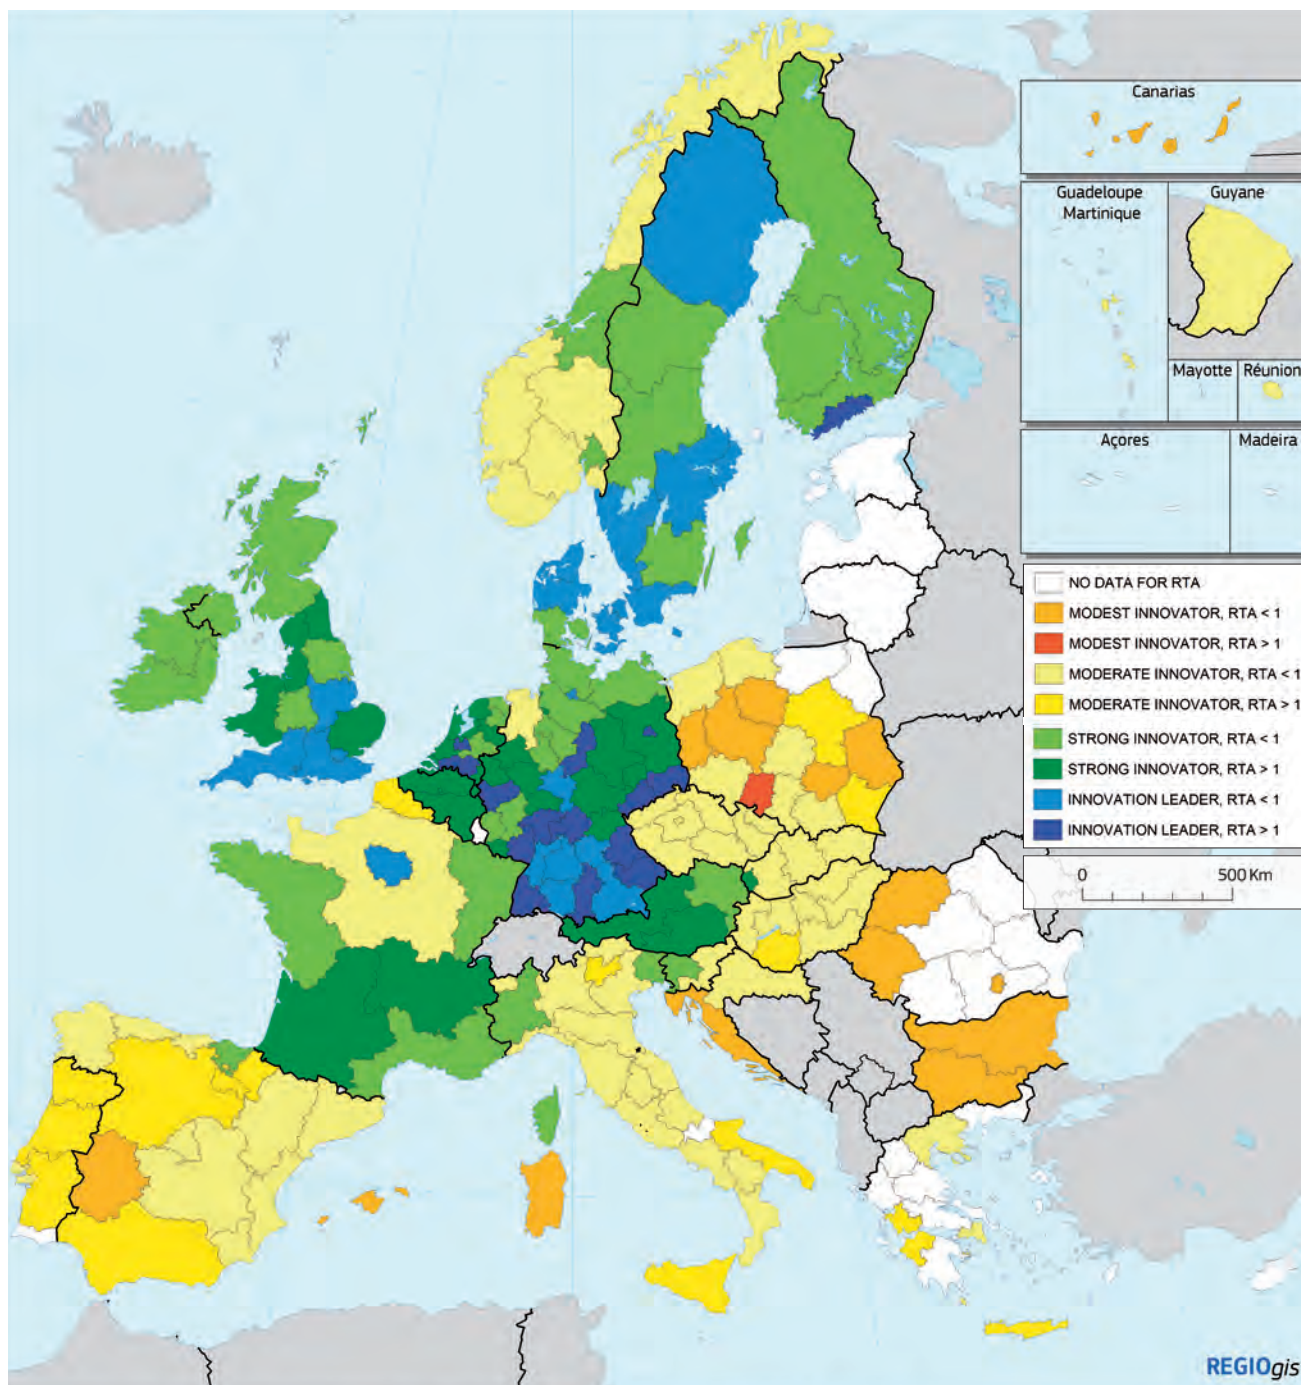 Canarias
Guadeloupe
Martinique
Guyane
Mayotte
Réunion
Açores
Madeira
NO DATA FOR RTA
MODEST INNOVATOR, RTA < 1
MODEST INNOVATOR, RTA > 1
MODERATE INNOVATOR, RTA < 1
MODERATE INNOVATOR, RTA > 1
STRONG INNOVATOR, RTA < 1
STRONG INNOVATOR, RTA > 1
INNOVATION LEADER, RTA < 1
INNOVATION LEADER, RTA > 1
0 500 Km
REGIOgis